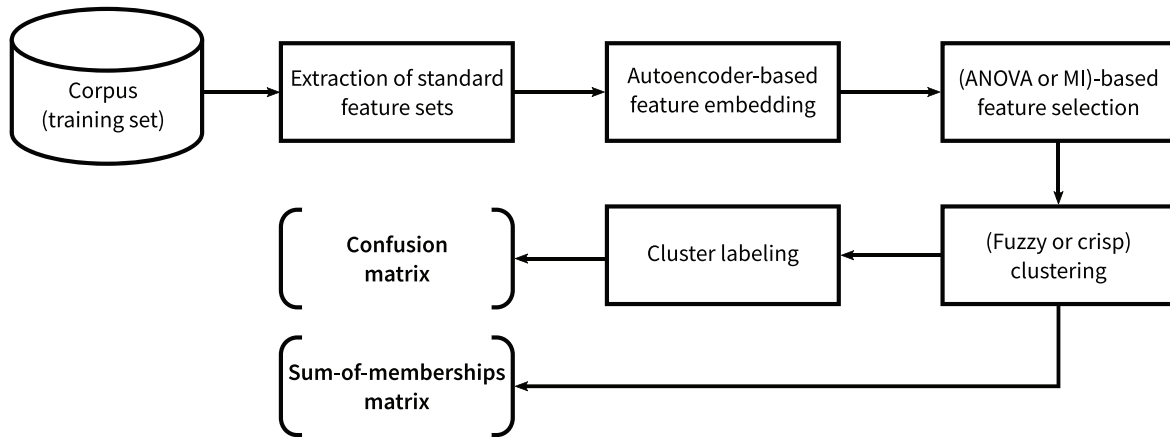 Corpus
(training set)
Extraction of standard
feature sets
Autoencoder-based
feature embedding
(ANOVA or MI)-based
feature selection
Confusion
matrix
Cluster labeling
(Fuzzy or crisp)
clustering
Sum-of-memberships
matrix